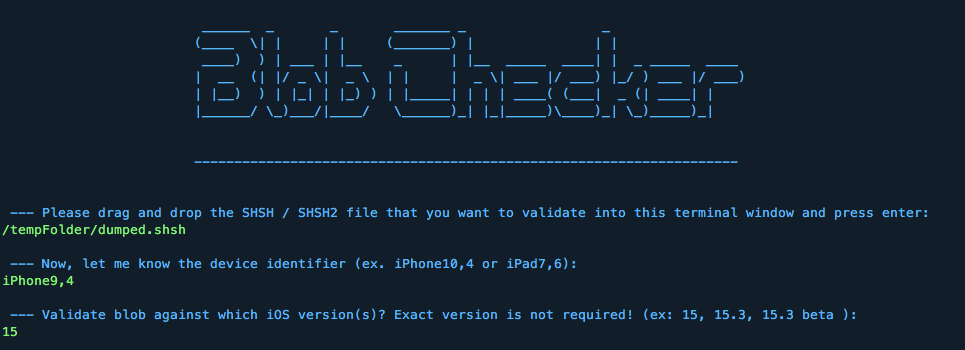 Blob Checker
--- Please drag and drop the SHSH / SHSH2 file that you want to validate into this terminal window and press enter:
/tempFolder/dumped.shsh
--- Now, let me know the device identifier (ex. iPhone10,4 or iPad7,6):
iPhone9,4
--- Validate blob against which iOS version(s)? Exact version is not required! (ex: 15, 15.3, 15.3 beta ):
15